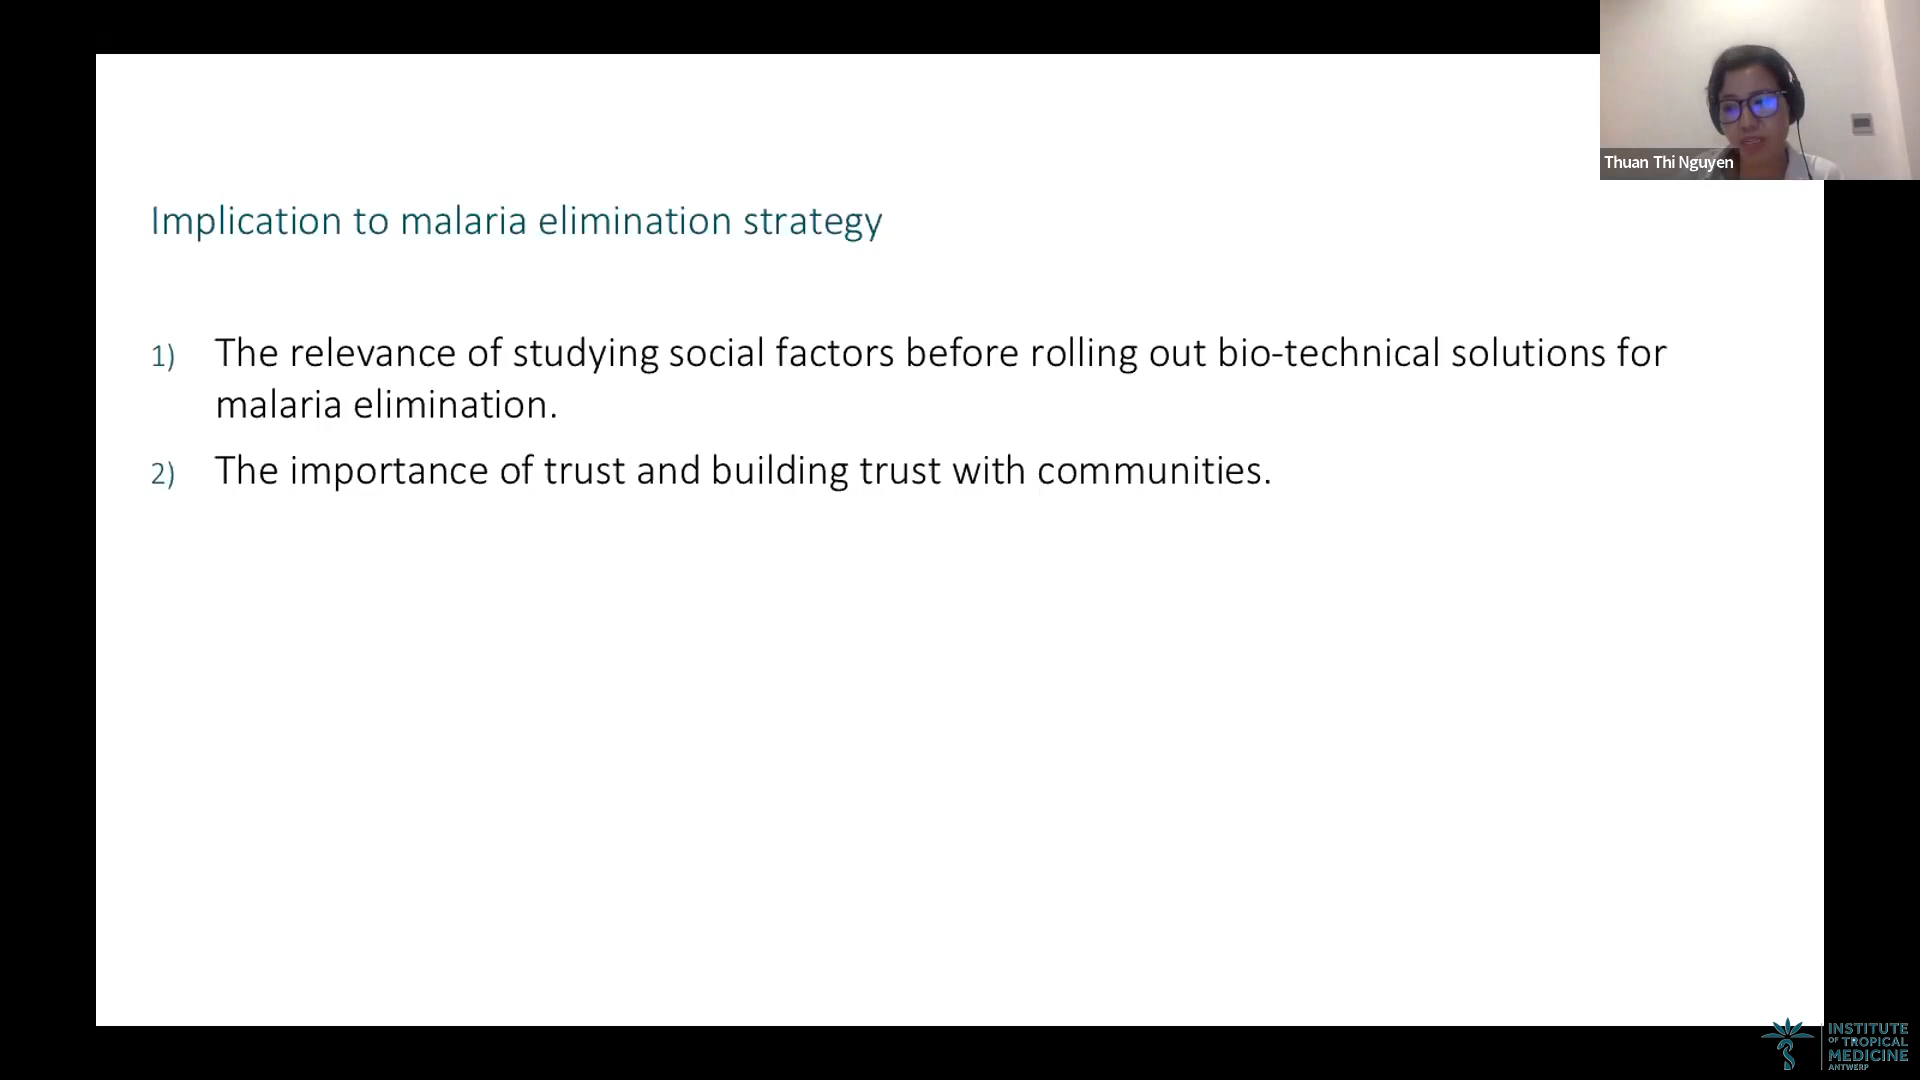 Thuan Thi Nguyen
Implication to malaria elimination strategy
1) The relevance of studying social factors before rolling out bio-technical solutions for
malaria elimination.
2) The importance of trust and building trust with communities.
INSTITUTE
OF TROPICAL
MEDICINE
ANTWERP